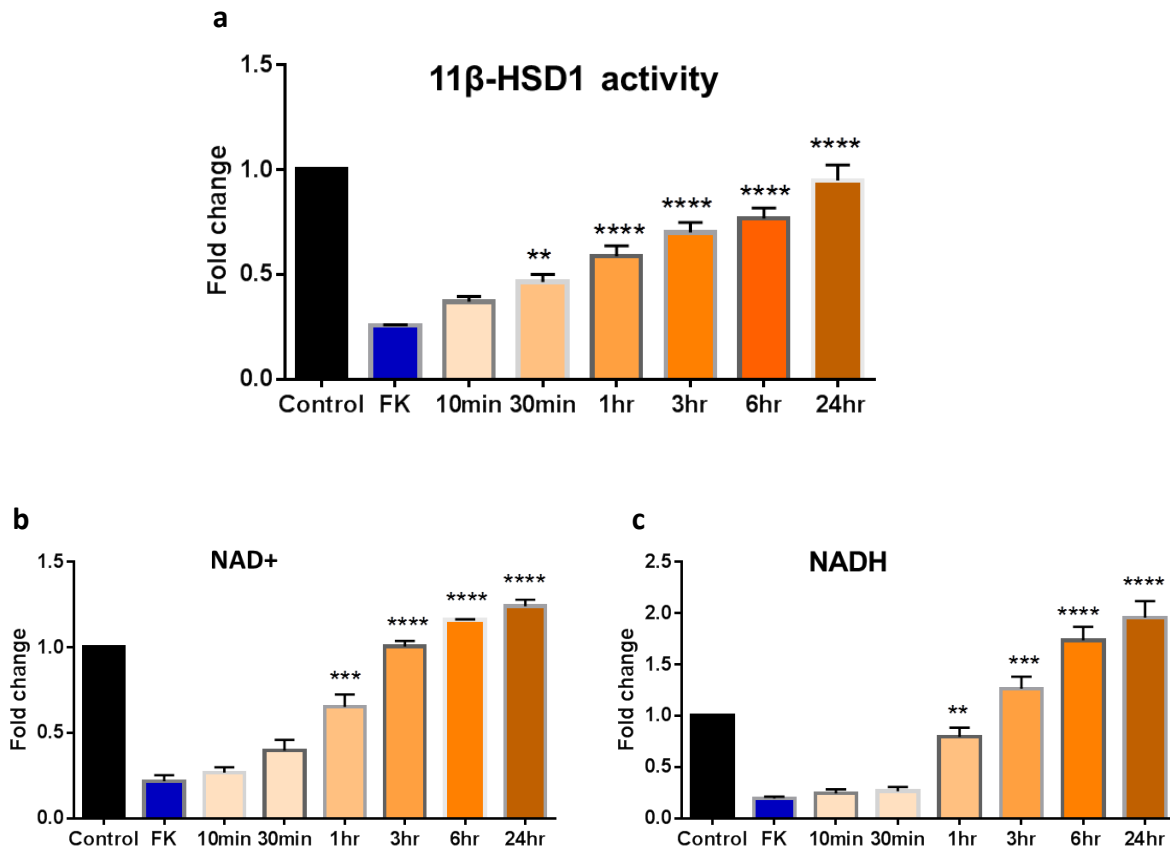 a
11β-HSD1 activity
Fold change
1.5
1.0
0.5
0.0
**
****
****
****
****
Control FK 10min 30min 1hr 3hr 6hr 24hr
b
NAD+
Fold change
1.5
1.0
0.5
0.0
***
****
****
****
Control FK 10min 30min 1hr 3hr 6hr 24hr
c
NADH
Fold change
2.5
2.0
1.5
1.0
0.5
0.0
**
***
****
****
Control FK 10min 30min 1hr 3hr 6hr 24hr